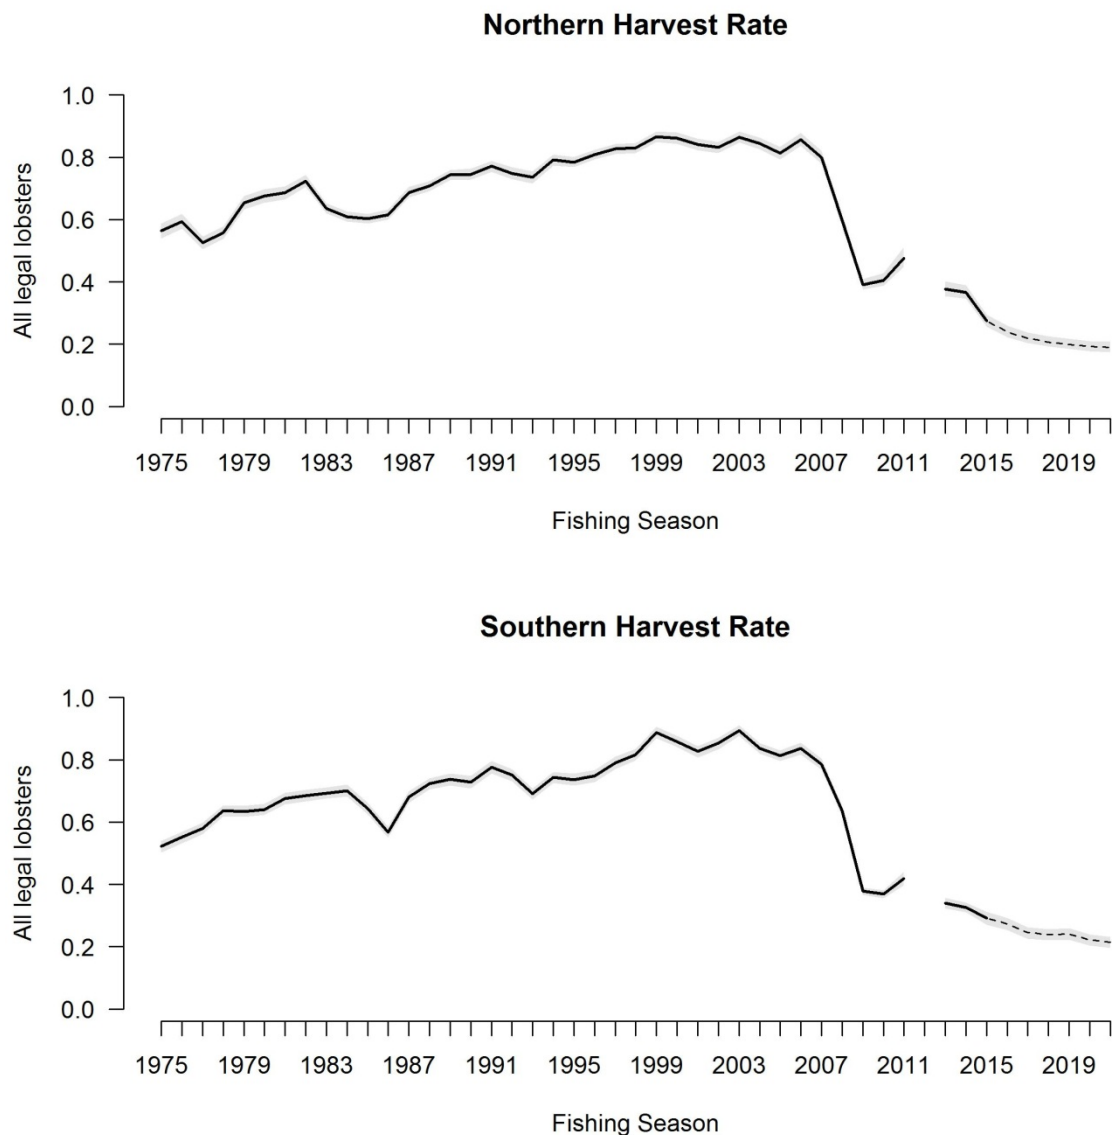 Northern Harvest Rate
1.0
0.8
0.6
0.4
0.2
0.0
All legal lobsters
1975 1979 1983 1987 1991 1995 1999 2003 2007 2011 2015 2019
Fishing Season
Southern Harvest Rate
1.0
0.8
0.6
0.4
0.2
0.0
All legal lobsters
1975 1979 1983 1987 1991 1995 1999 2003 2007 2011 2015 2019
Fishing Season